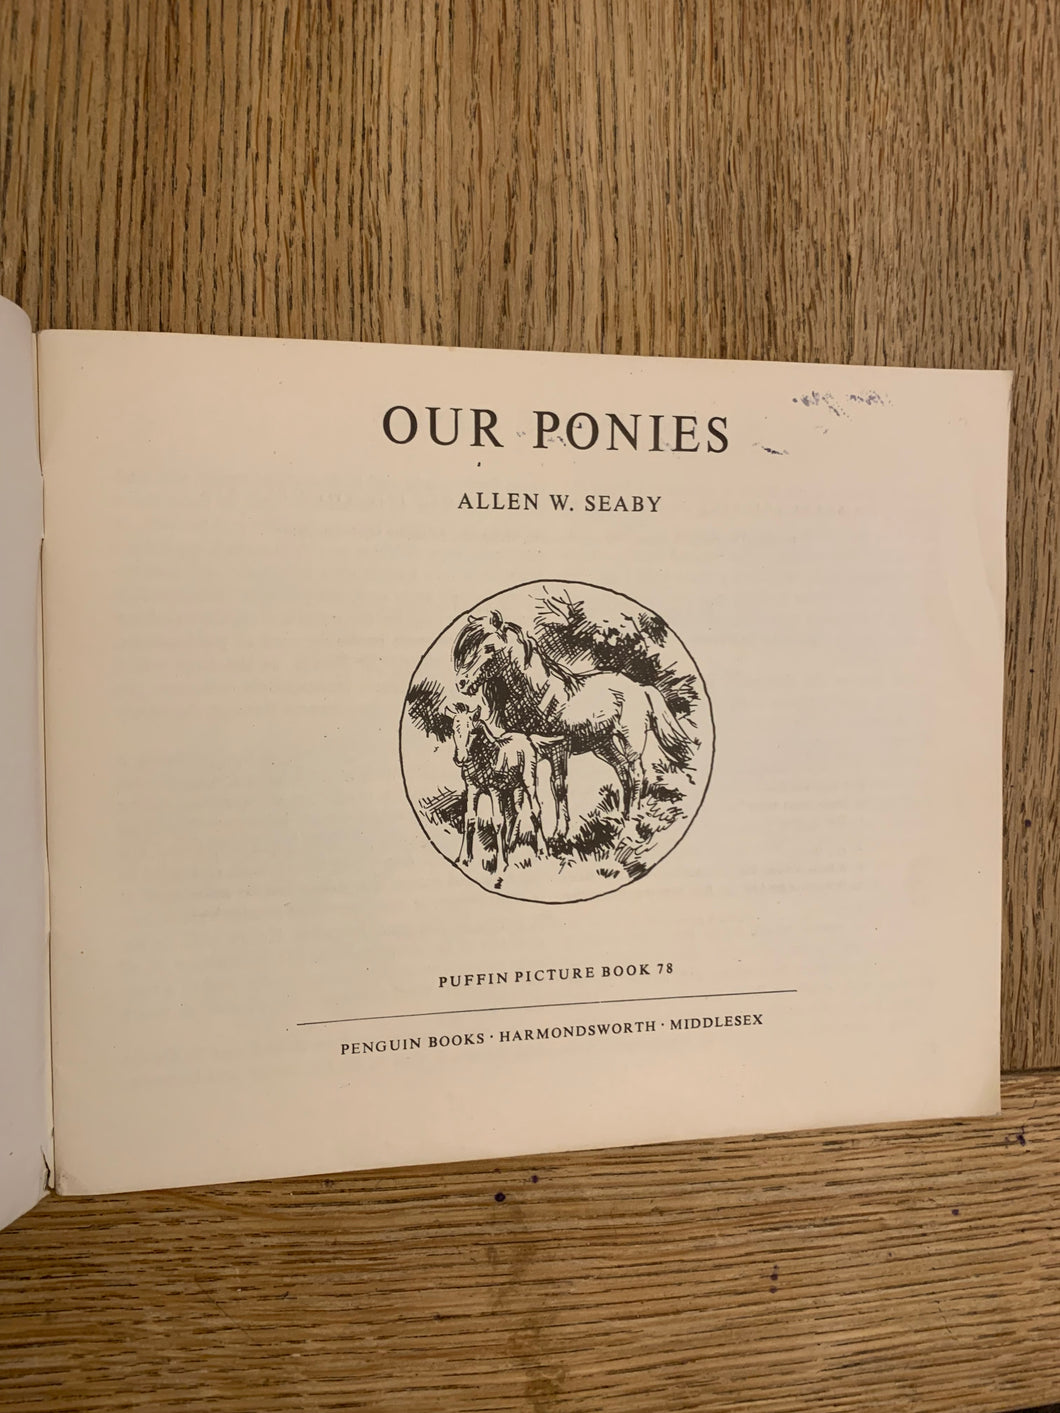 OUR PONIES
ALLEN W. SEABY
PUFFIN PICTURE BOOK 78
PENGUIN BOOKS · HARMONDSWORTH · MIDDLESEX